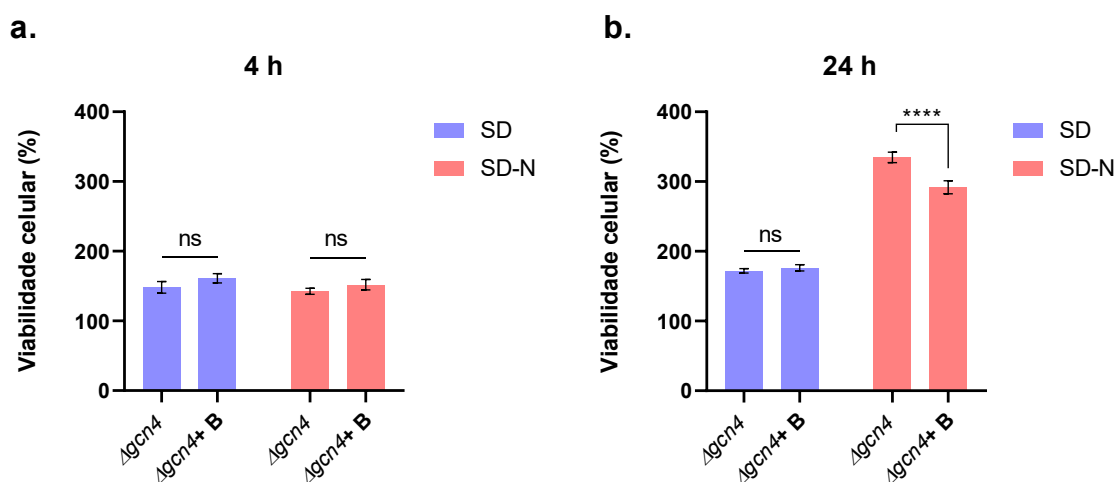 a.
4 h
Viabilidade celular (%)
400
300
200
100
0
ns
ns
SD
SD-N
Δgcn4
Δgcn4+ B
Δgcn4
Δgcn4+ B
b.
24 h
Viabilidade celular (%)
400
300
200
100
0
ns
****
SD
SD-N
Δgcn4
Δgcn4+ B
Δgcn4
Δgcn4+ B